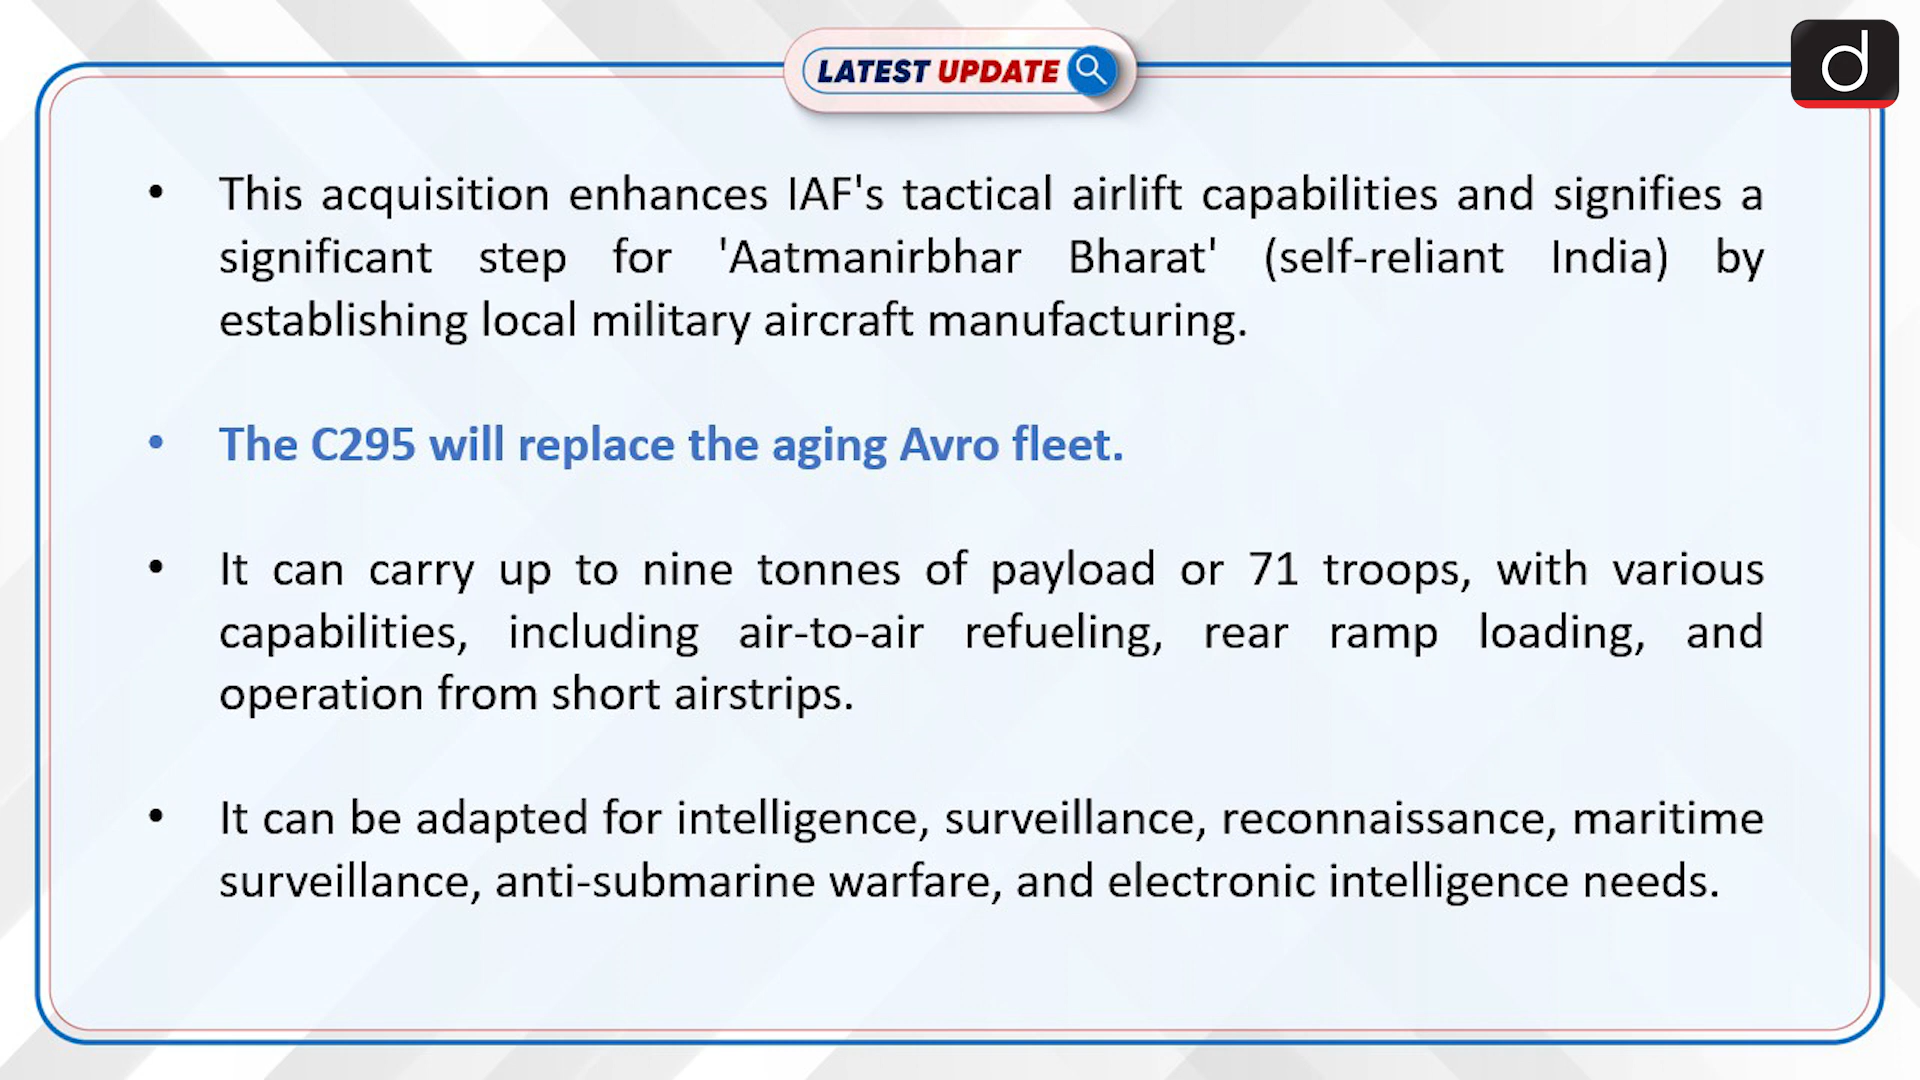 LATEST UPDATE
d
• This acquisition enhances IAF's tactical airlift capabilities and signifies a
significant step for 'Aatmanirbhar Bharat' (self-reliant India) by
establishing local military aircraft manufacturing.
• The C295 will replace the aging Avro fleet.
• It can carry up to nine tonnes of payload or 71 troops, with various
capabilities, including air-to-air refueling, rear ramp loading, and
operation from short airstrips.
• It can be adapted for intelligence, surveillance, reconnaissance, maritime
surveillance, anti-submarine warfare, and electronic intelligence needs.